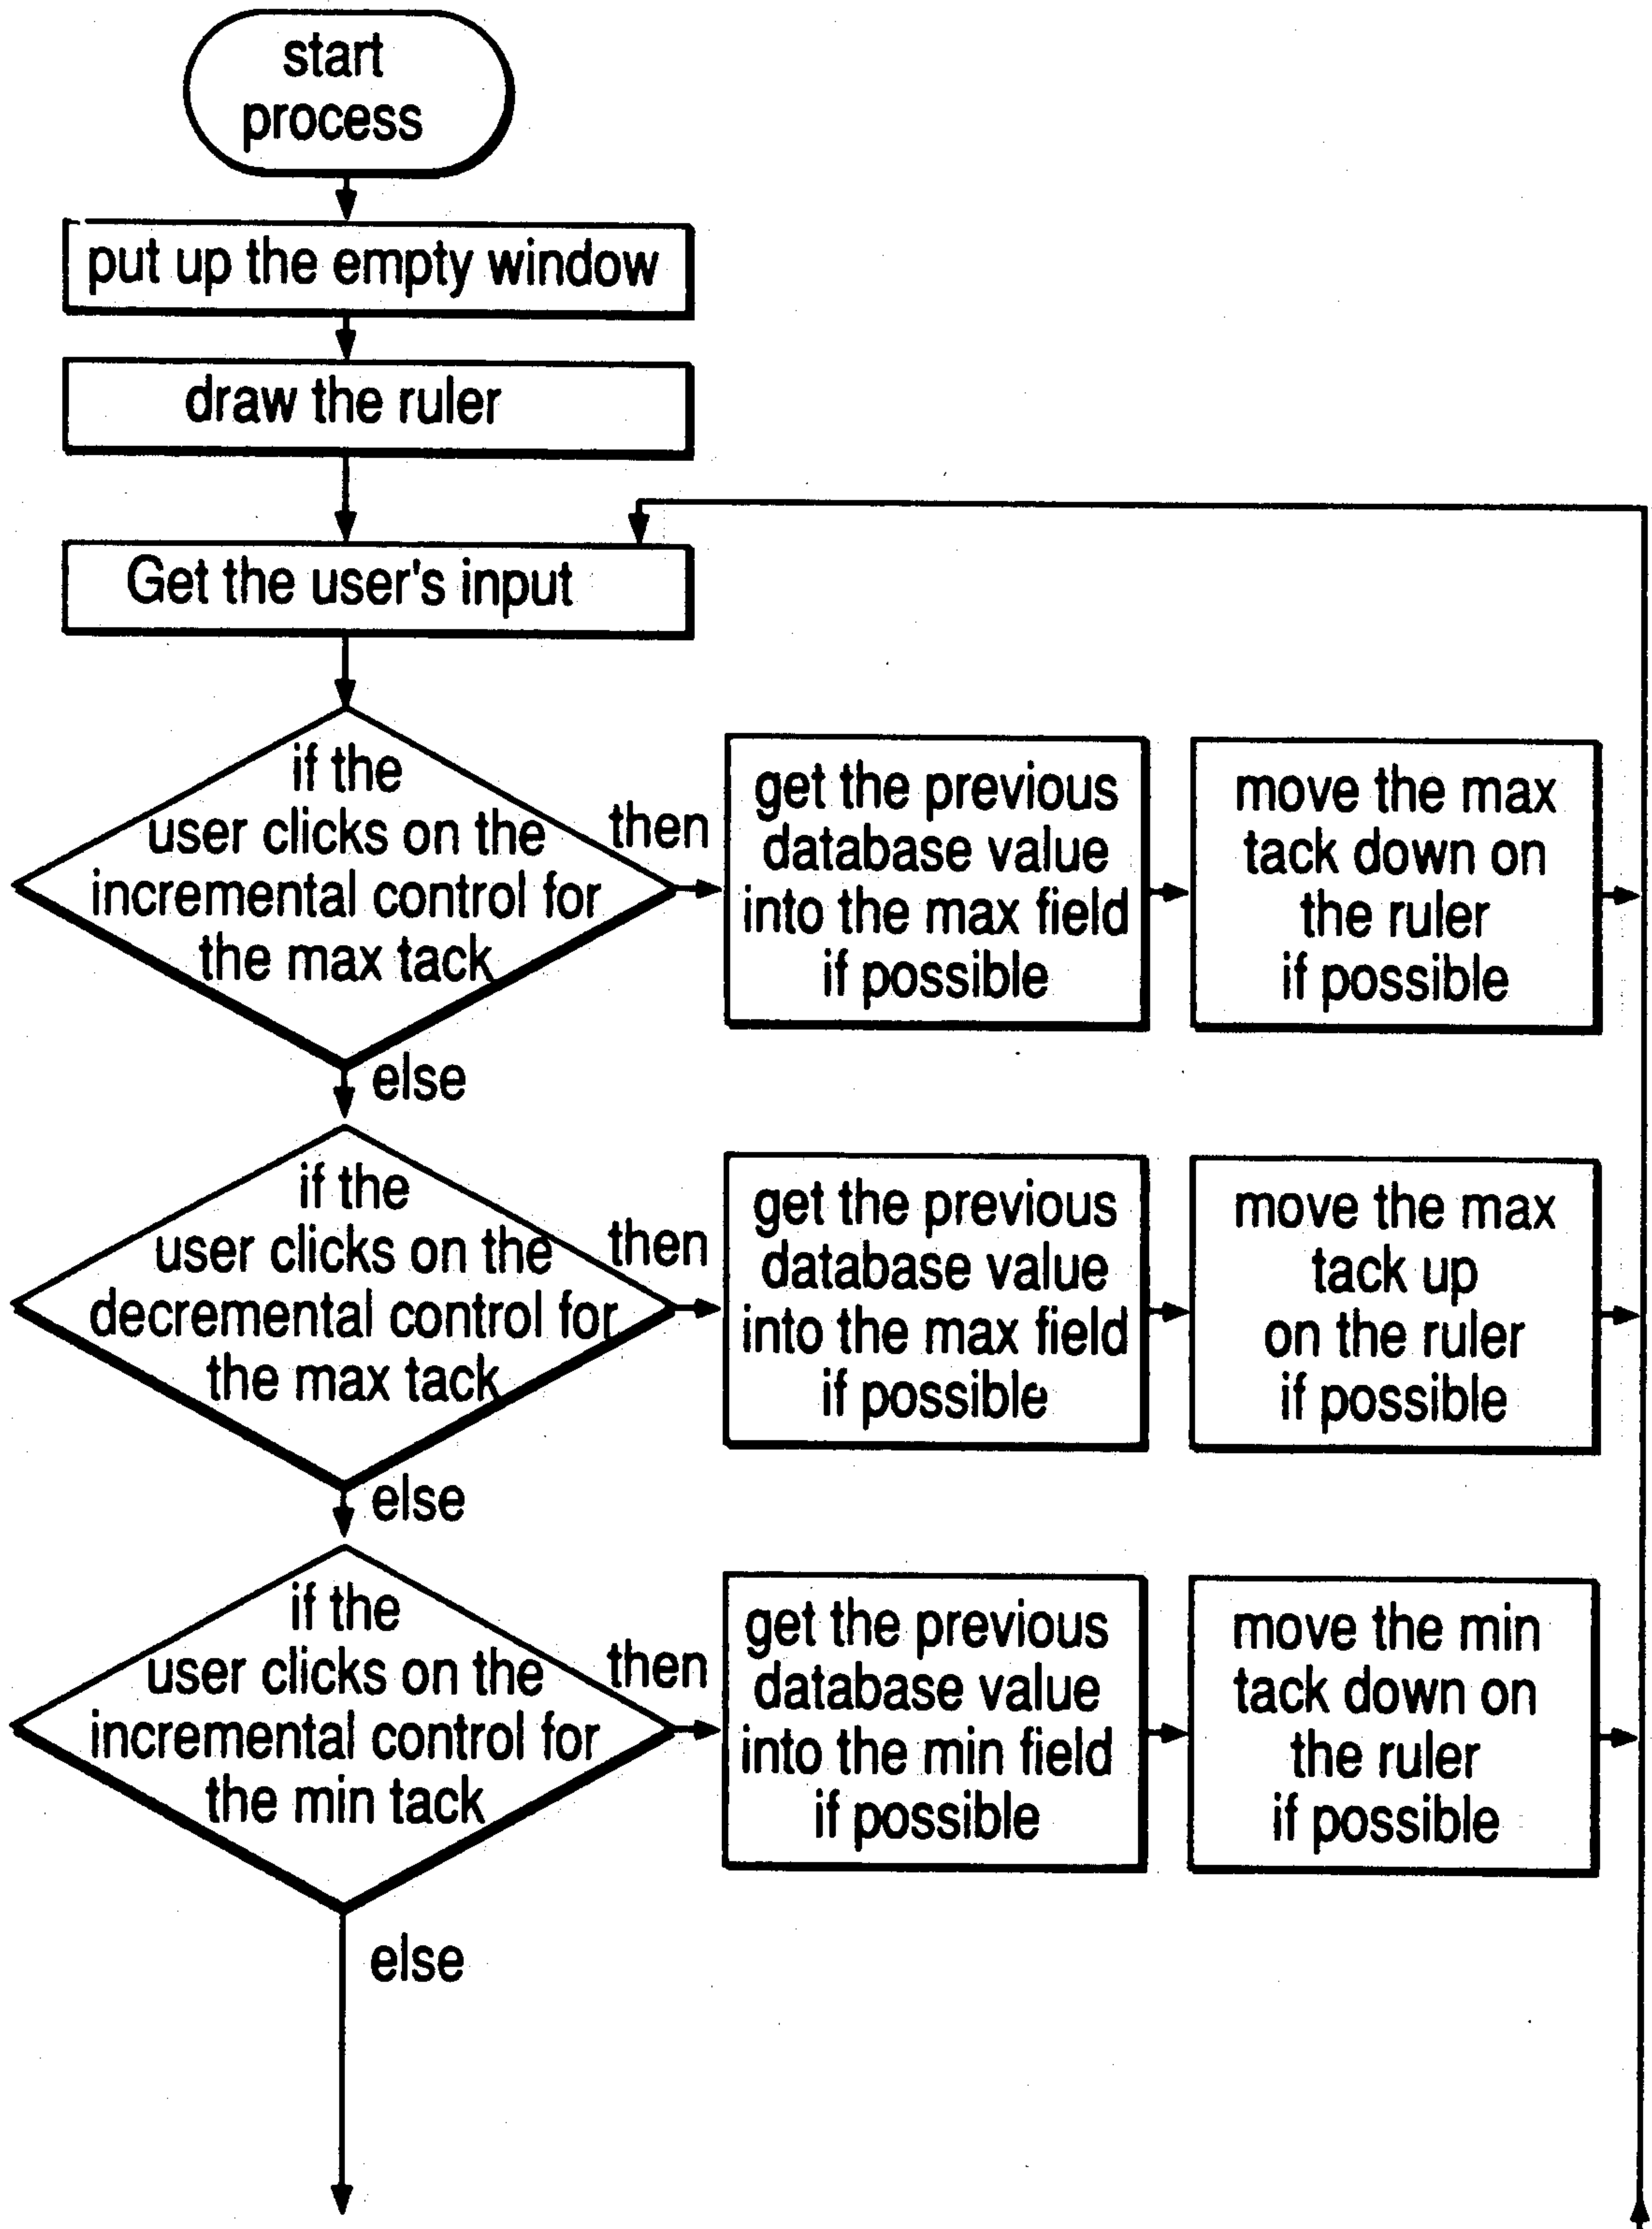 start
process
put up the empty window
draw the ruler
Get the user's input
if the
user clicks on the
incremental control for
the max tack
then
get the previous
database value
into the max field
if possible
move the max
tack down on
the ruler
if possible
else
if the
user clicks on the
decremental control for
the max tack
then
get the previous
database value
into the max field
if possible
move the max
tack up
on the ruler
if possible
else
if the
user clicks on the
incremental control for
the min tack
then
get the previous
database value
into the min field
if possible
move the min
tack down on
the ruler
if possible
else